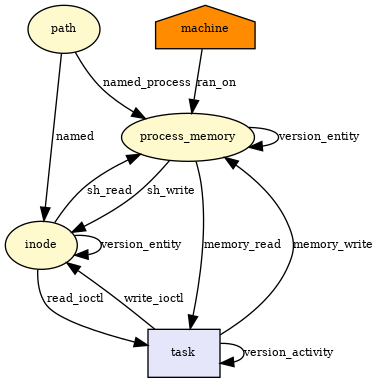 path
machine
named_process
ran_on
named
process_memory
version_entity
sh_read
sh_write
inode
version_entity
memory_read
memory_write
read_ioctl
write_ioctl
task
version_activity